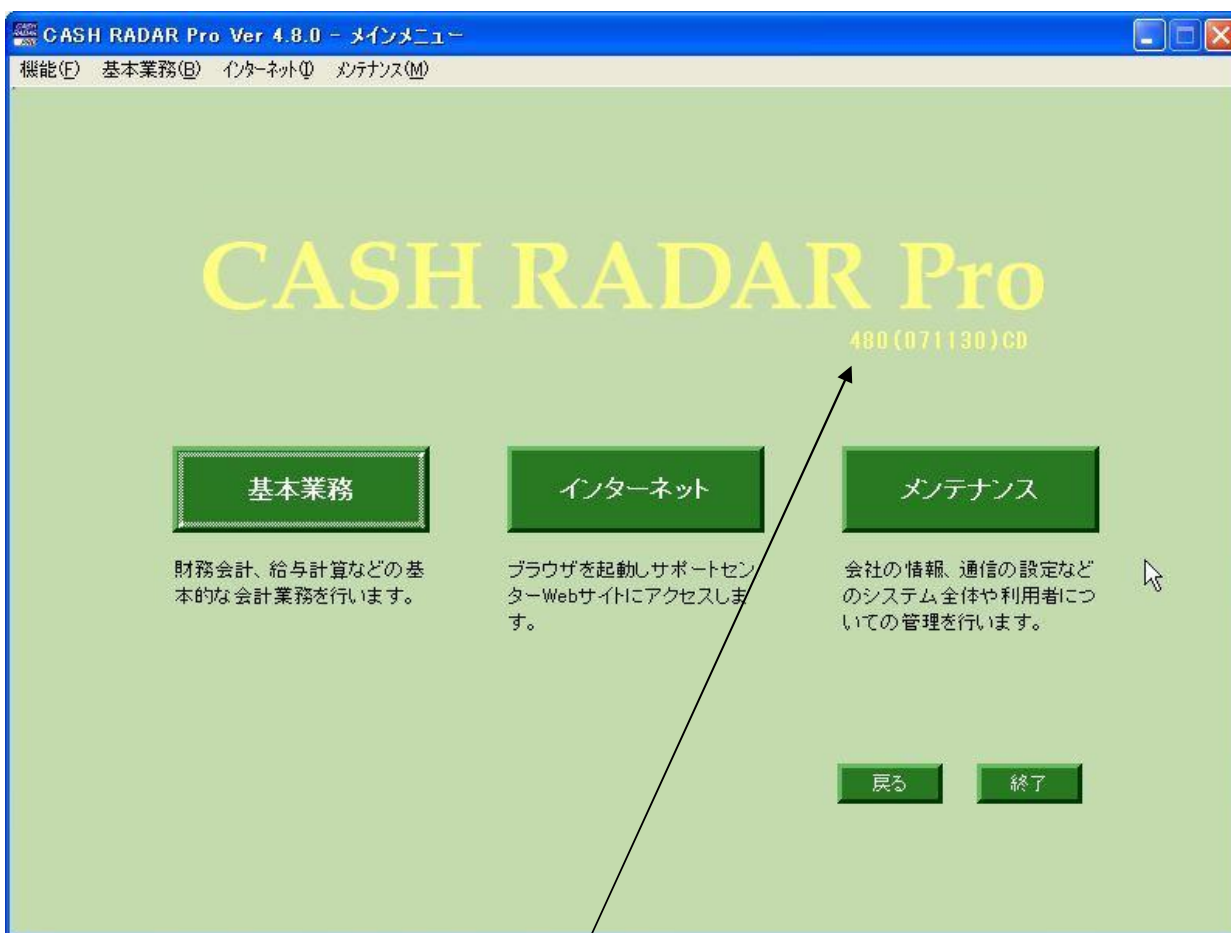 CASH RADAR Pro Ver 4.8.0 - メインメニュー
機能(F) 基本業務(B) インターネット(I) メンテナンス(M)
CASH RADAR Pro
480(071130)CD
基本業務
インターネット
メンテナンス
財務会計、給与計算などの基
本的な会計業務を行います。
ブラウザを起動しサポートセン
ターWebサイトにアクセスしま
す。
会社の情報、通信の設定など
のシステム全体や利用者につ
いての管理を行います。
戻る
終了